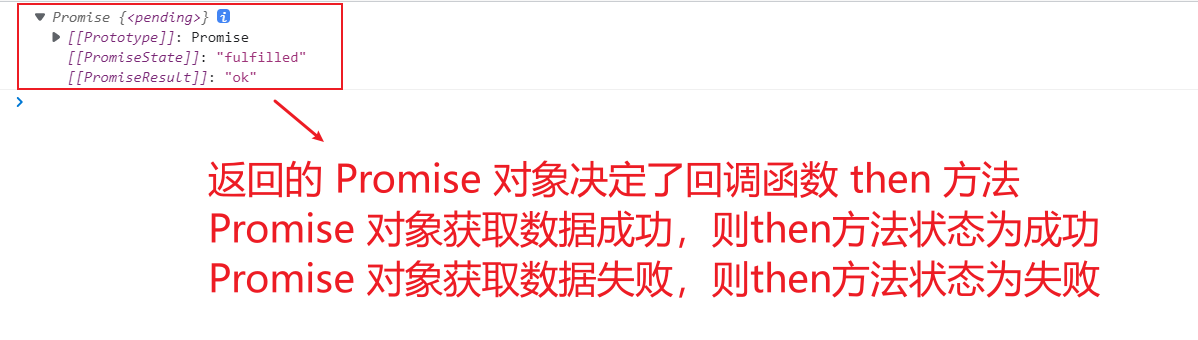 Promise {<pending>} i
[[Prototype]]: Promise
[[PromiseState]]: "fulfilled"
[[PromiseResult]]: "ok"
返回的 Promise 对象决定了回调函数 then 方法
Promise 对象获取数据成功，则then方法状态为成功
Promise 对象获取数据失败，则then方法状态为失败